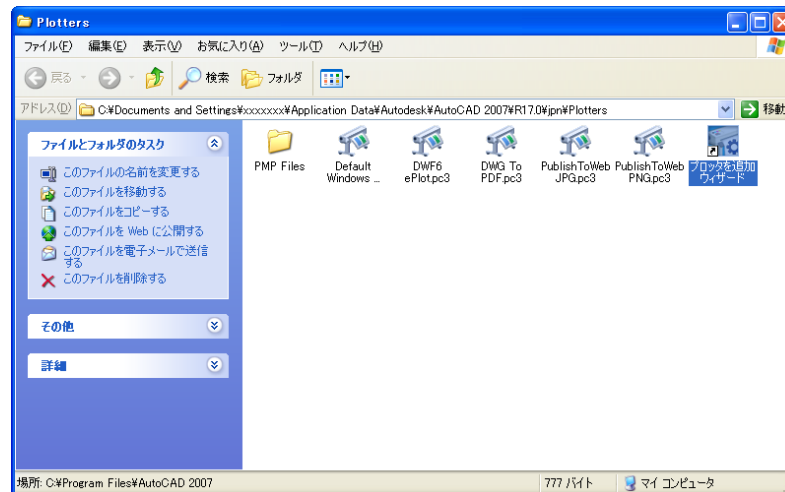 Plotters
ファイル(F) 編集(E) 表示(V) お気に入り(A) ツール(T) ヘルプ(H)
戻る 検索 フォルダ
アドレス(D) C:¥Documents and Settings¥xxxxxxx¥Application Data¥Autodesk¥AutoCAD 2007¥R17.0¥jpn¥Plotters 移動
ファイルとフォルダのタスク
このファイルの名前を変更する
このファイルを移動する
このファイルをコピーする
このファイルを Web に公開する
このファイルを電子メールで送信
する
このファイルを削除する
その他
詳細
PMP Files
Default
Windows ...
DWF6
ePlot.pc3
DWG To
PDF.pc3
PublishToWeb
JPG.pc3
PublishToWeb
PNG.pc3
プロッタを追加
ウィザード
場所: C:¥Program Files¥AutoCAD 2007 777 バイト マイ コンピュータ